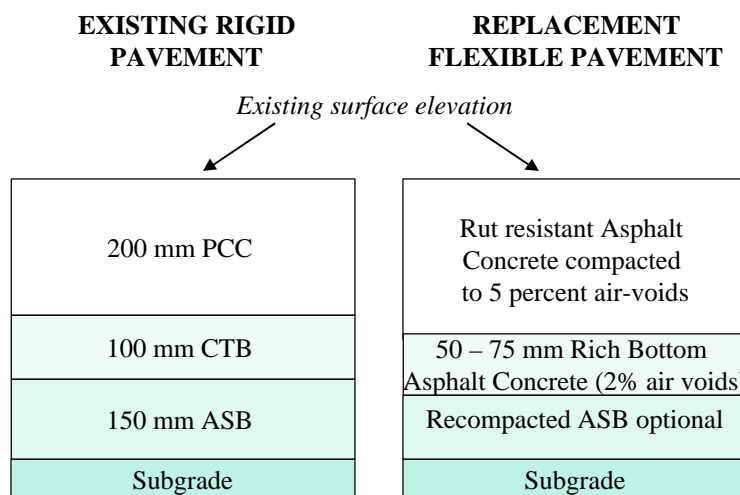 EXISTING RIGID
PAVEMENT
REPLACEMENT
FLEXIBLE PAVEMENT
Existing surface elevation
200 mm PCC
100 mm CTB
150 mm ASB
Subgrade
Rut resistant Asphalt
Concrete compacted
to 5 percent air-voids
50 – 75 mm Rich Bottom
Asphalt Concrete (2% air voids)
Recompacted ASB optional
Subgrade